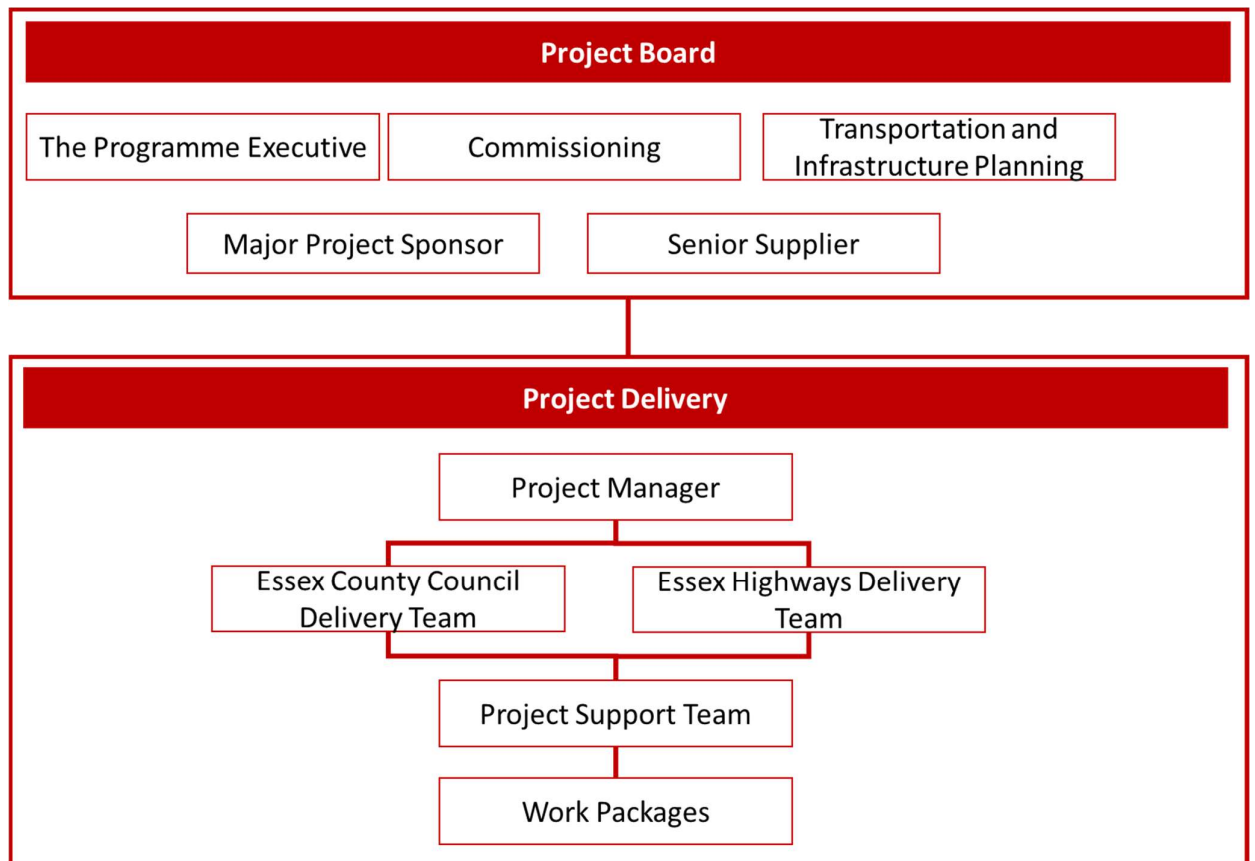 Project Board
The Programme Executive
Commissioning
Transportation and
Infrastructure Planning
Major Project Sponsor
Senior Supplier
Project Delivery
Project Manager
Essex County Council
Delivery Team
Essex Highways Delivery
Team
Project Support Team
Work Packages